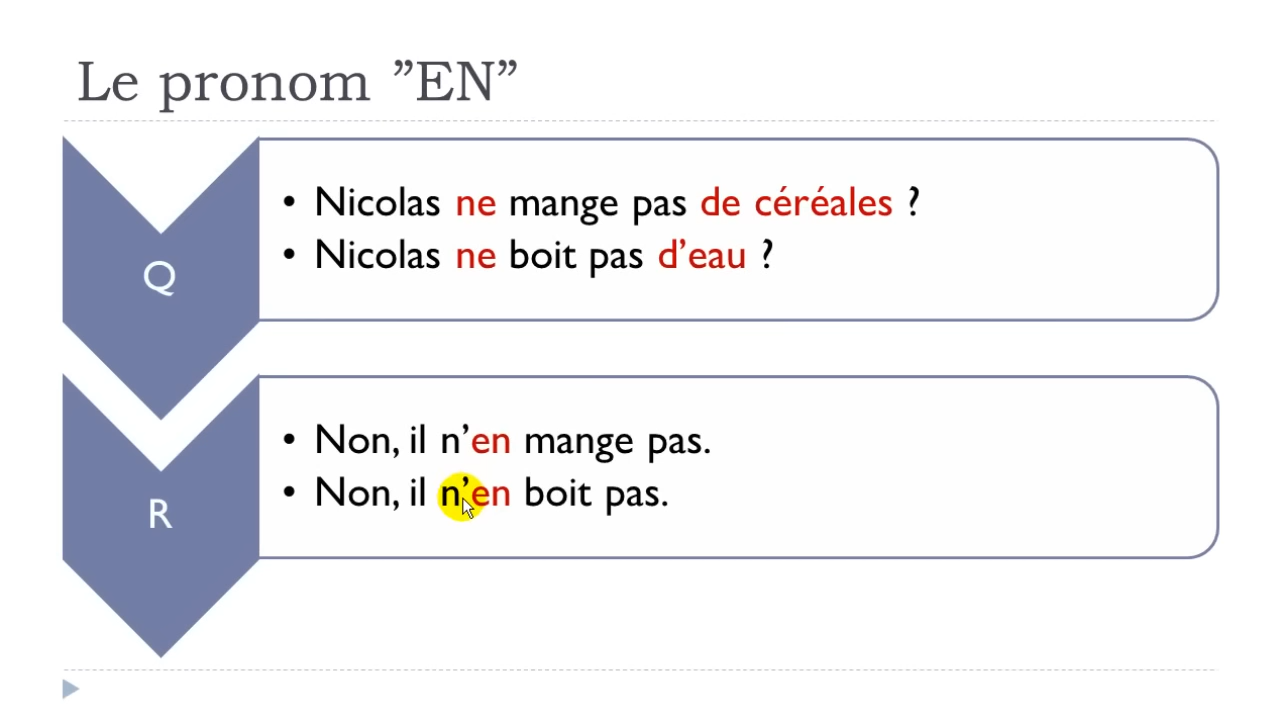 Le pronom ”EN”
Q
• Nicolas ne mange pas de céréales ?
• Nicolas ne boit pas d’eau ?
R
• Non, il n’en mange pas.
• Non, il n’en boit pas.